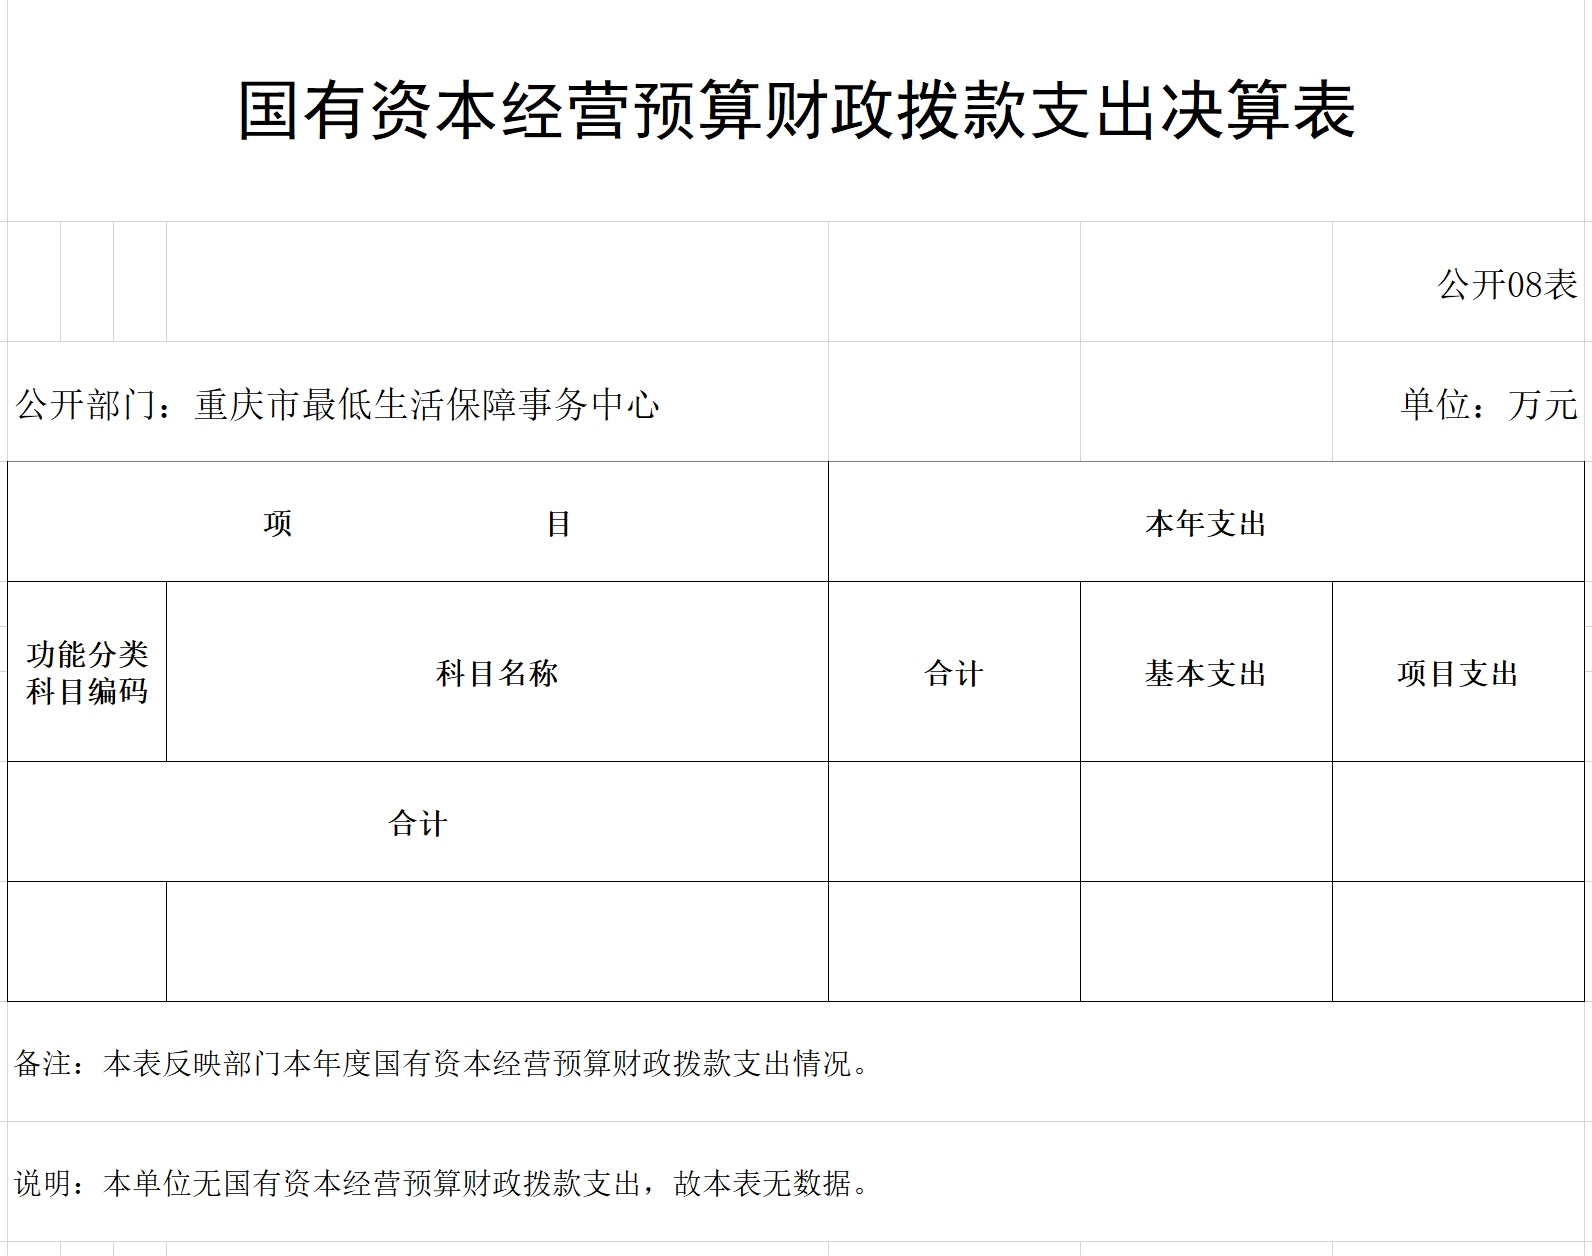 国有资本经营预算财政拨款支出决算表
公开08表
公开部门：重庆市最低生活保障事务中心 单位：万元
项 目 本年支出
功能分类
科目编码 科目名称 合计 基本支出 项目支出
合计
备注：本表反映部门本年度国有资本经营预算财政拨款支出情况。
说明：本单位无国有资本经营预算财政拨款支出，故本表无数据。